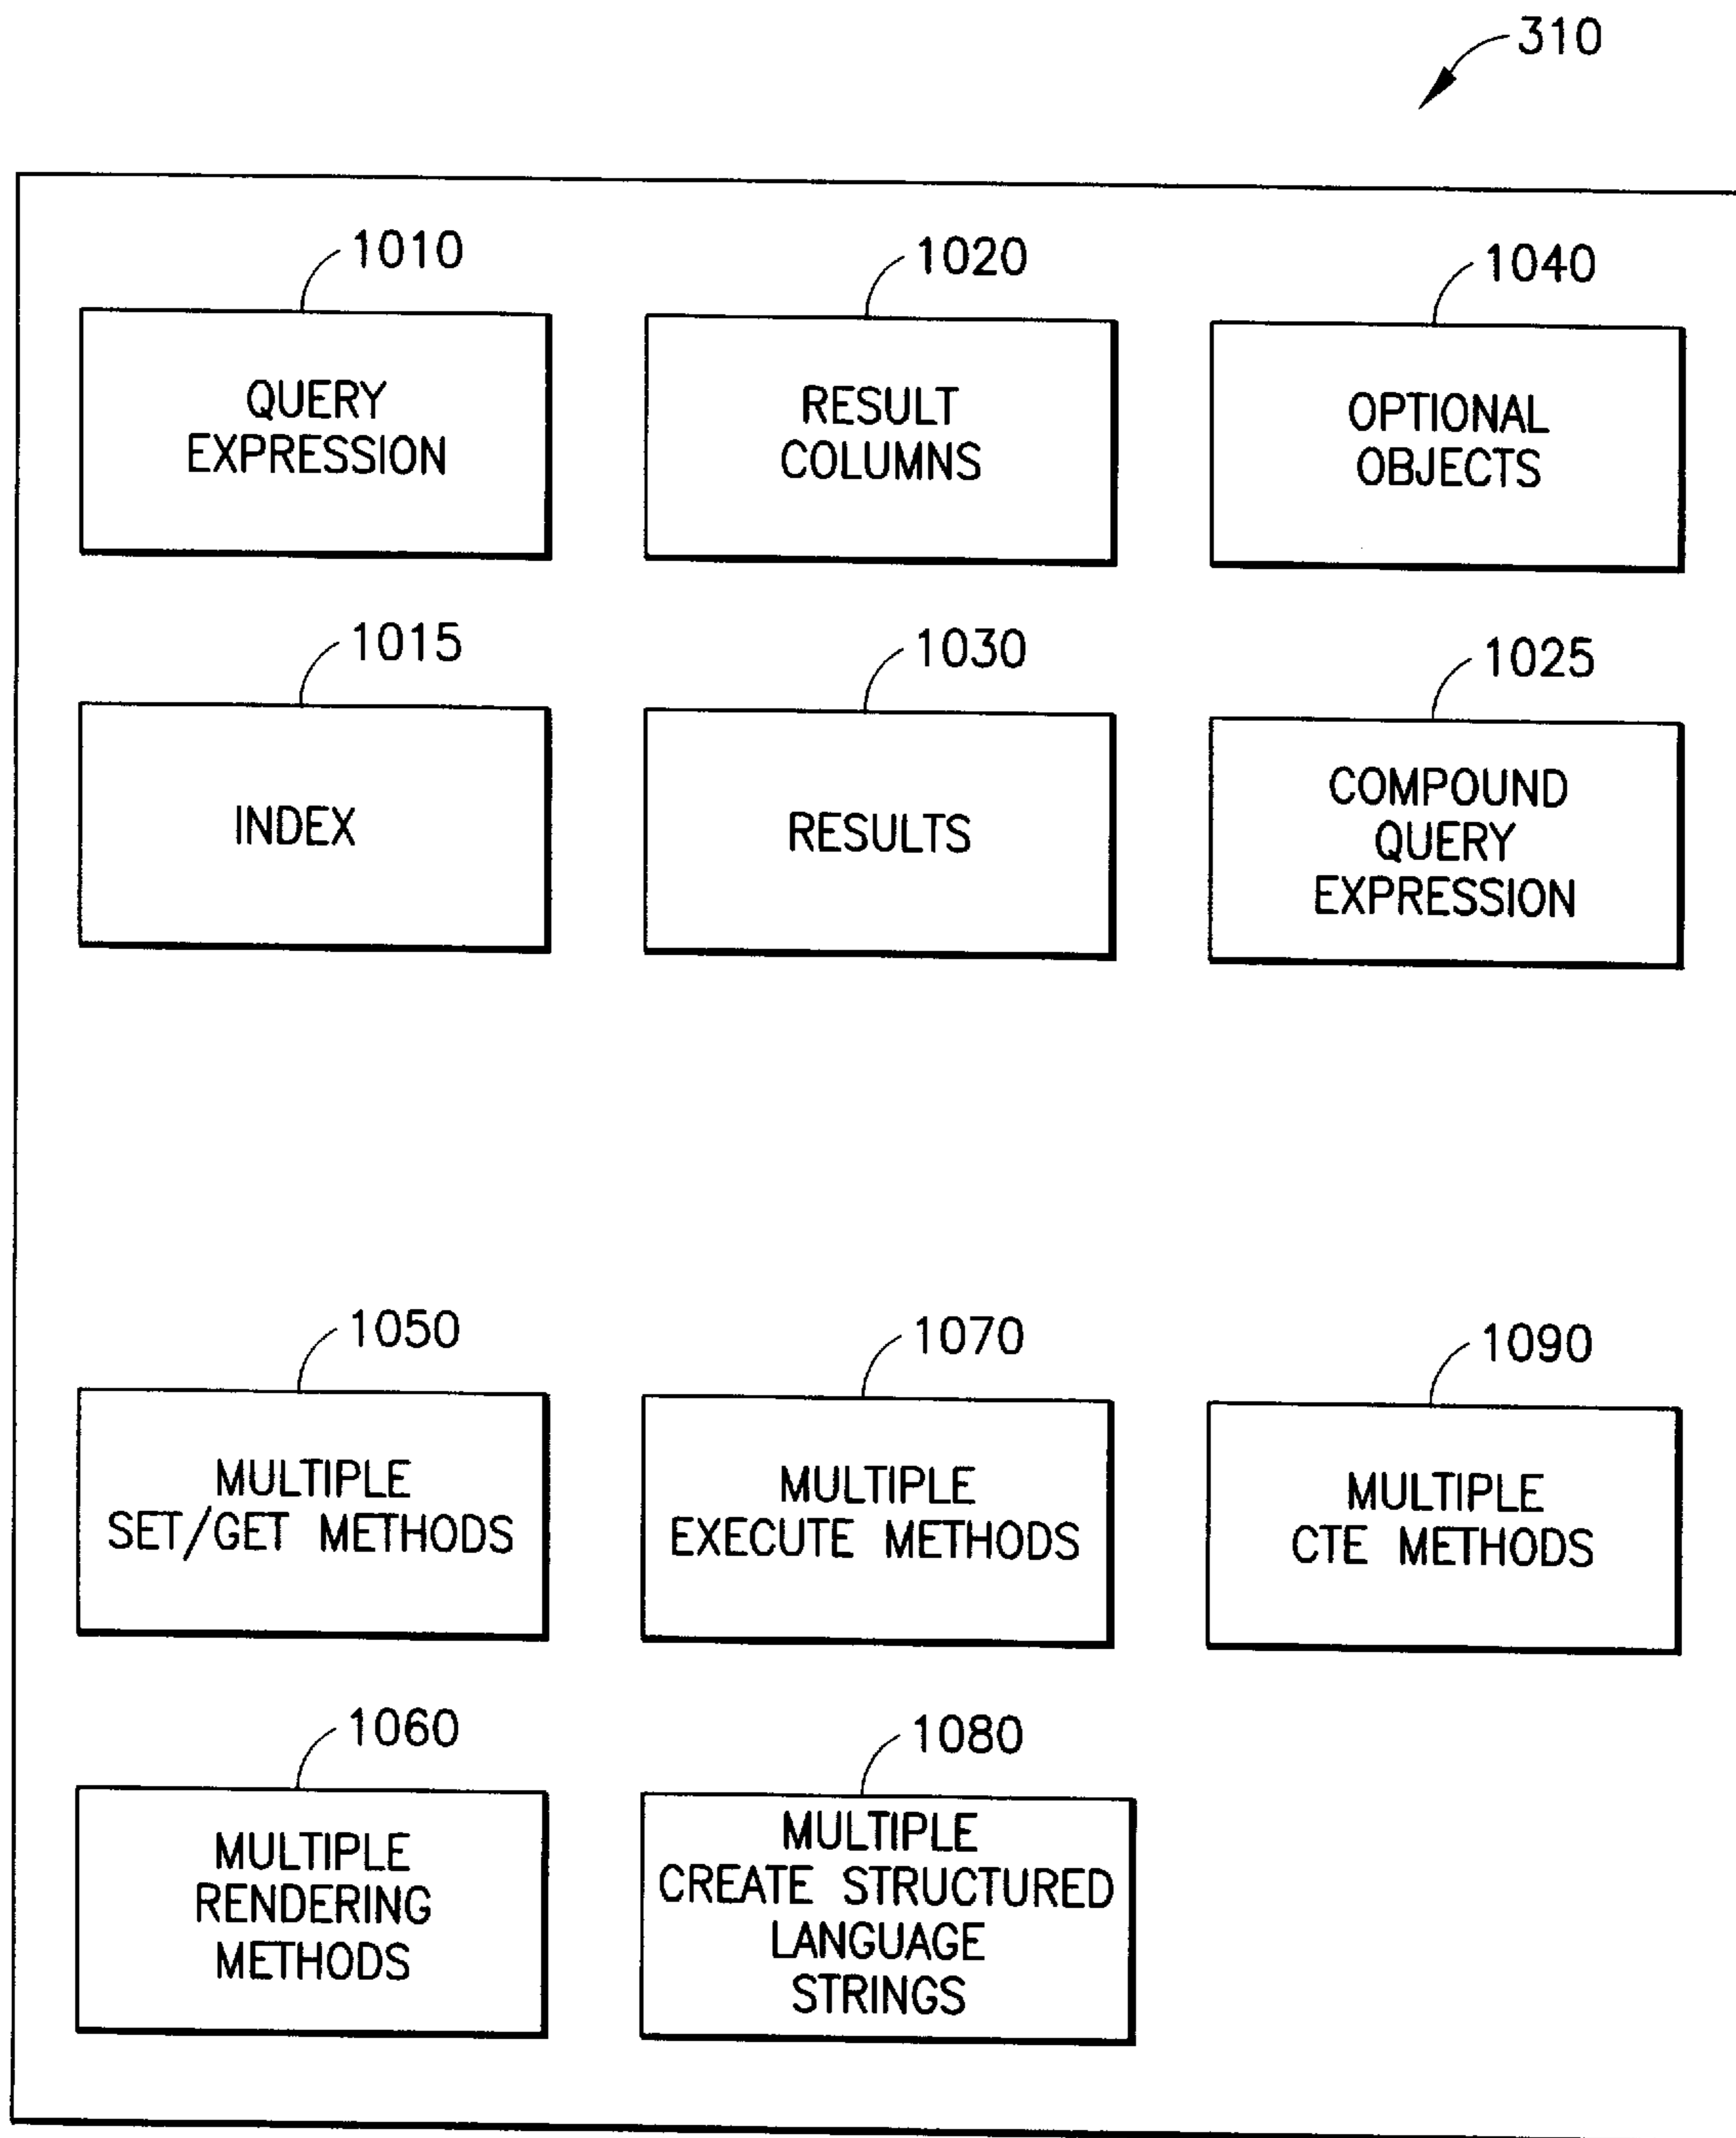 310
1010
1020
1040
QUERY
EXPRESSION
RESULT
COLUMNS
OPTIONAL
OBJECTS
1015
1030
1025
INDEX
RESULTS
COMPOUND
QUERY
EXPRESSION
1050
1070
1090
MULTIPLE
SET/GET METHODS
MULTIPLE
EXECUTE METHODS
MULTIPLE
CTE METHODS
1060
1080
MULTIPLE
RENDERING
METHODS
MULTIPLE
CREATE STRUCTURED
LANGUAGE
STRINGS